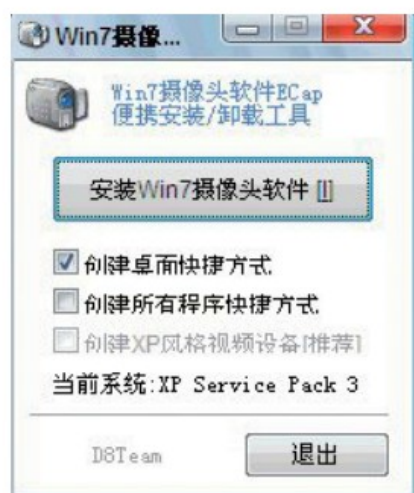 Win7摄像...
Win7摄像头软件ECap
便携安装/卸载工具
安装Win7摄像头软件 [I]
创建桌面快捷方式
创建所有程序快捷方式
创建XP风格视频设备[推荐]
当前系统:XP Service Pack 3
D8Team
退出